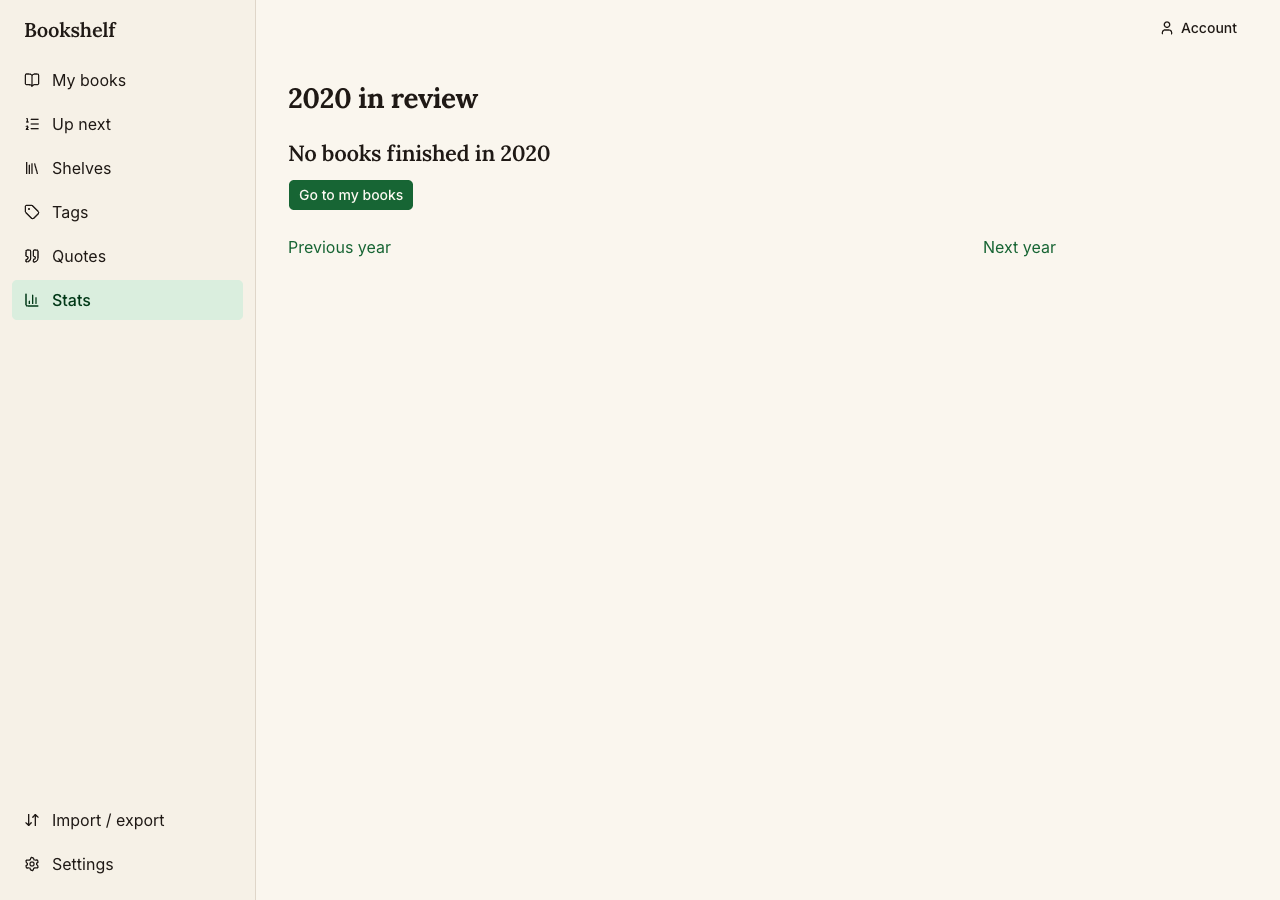 Bookshelf
My books
Up next
Shelves
Tags
Quotes
Stats
Import / export
Settings
Account
2020 in review
No books finished in 2020
Go to my books
Previous year
Next year